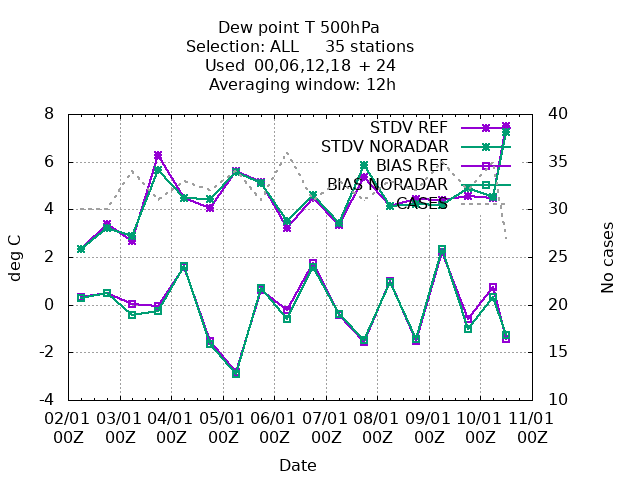 Dew point T 500hPa
Selection: ALL 35 stations
Used 00,06,12,18 + 24
Averaging window: 12h
8 40
STDV REF
STDV NORADAR
6 35
BIAS REF
BIAS NORADAR
CASES
4 30
2 25
deg C
No cases
0 20
-2 15
-4 10
02/01 03/01 04/01 05/01 06/01 07/01 08/01 09/01 10/01 11/01
00Z 00Z 00Z 00Z 00Z 00Z 00Z 00Z 00Z 00Z
Date